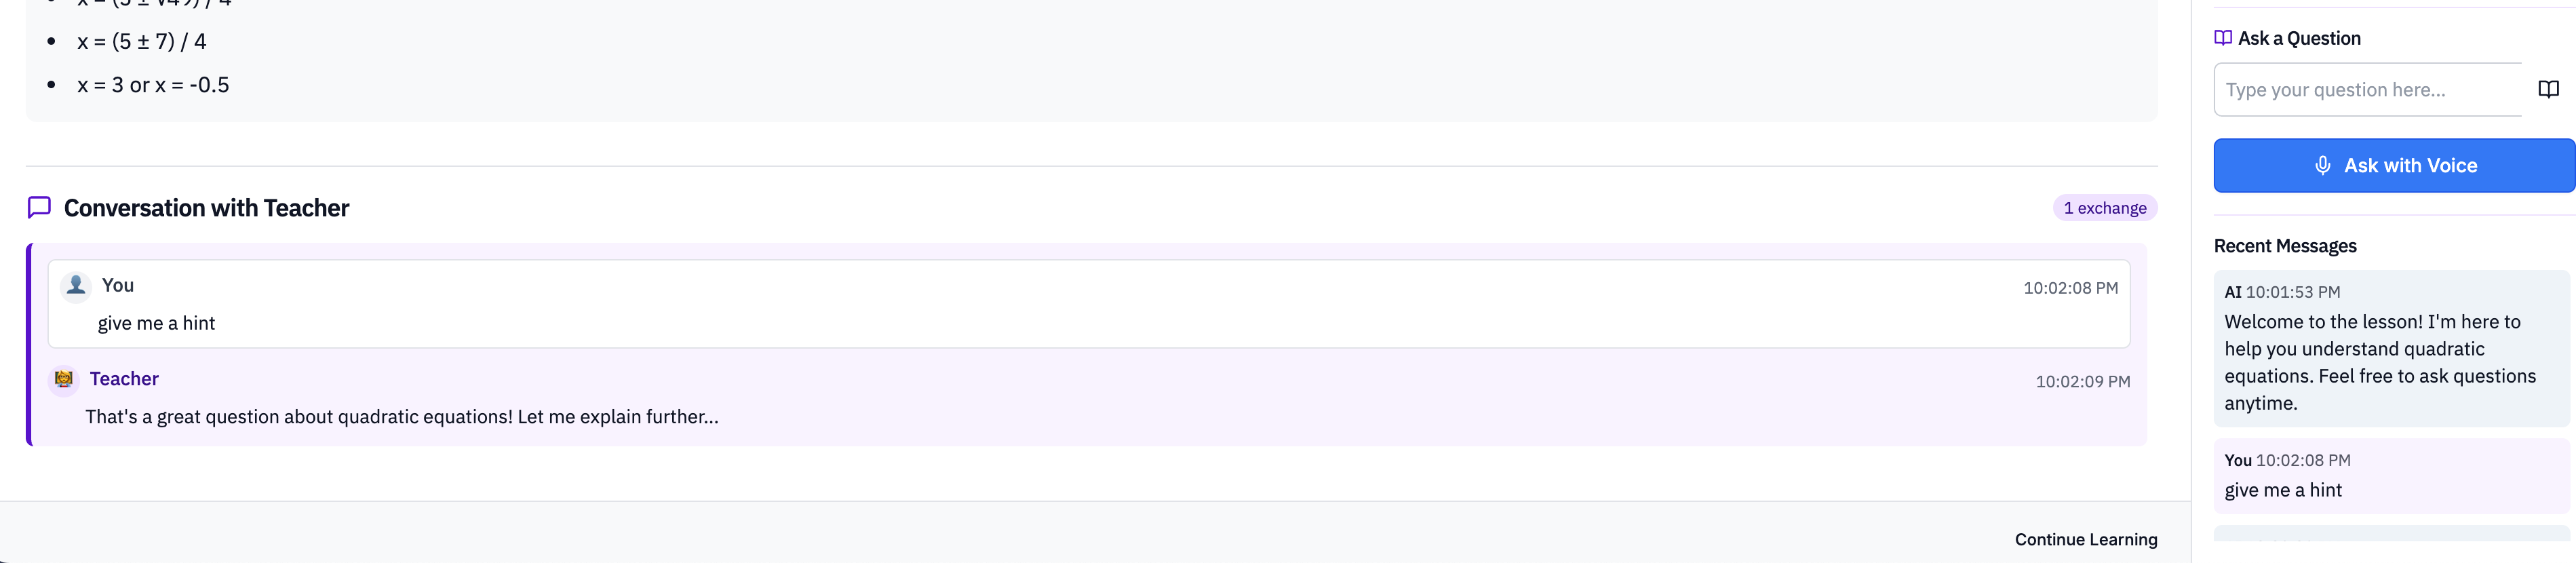 x = (5 ± √49) / 4
x = (5 ± 7) / 4
x = 3 or x = -0.5
Conversation with Teacher
1 exchange
You
10:02:08 PM
give me a hint
Teacher
10:02:09 PM
That's a great question about quadratic equations! Let me explain further...
Continue Learning
Ask a Question
Type your question here...
Ask with Voice
Recent Messages
AI 10:01:53 PM
Welcome to the lesson! I'm here to
help you understand quadratic
equations. Feel free to ask questions
anytime.
You 10:02:08 PM
give me a hint